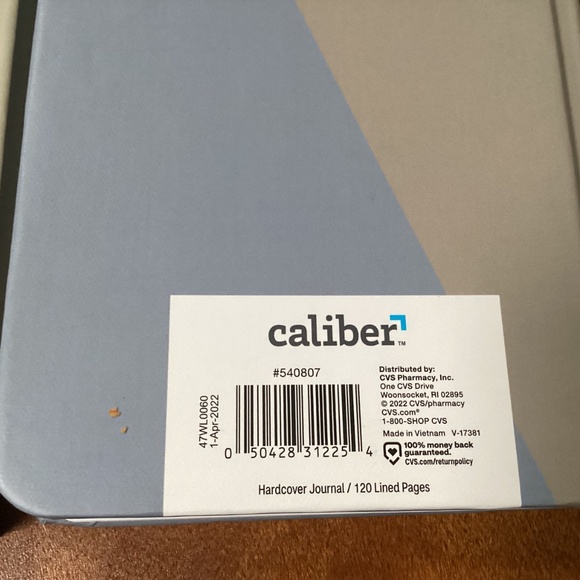 caliber™
#540807
47WL0060
1-Apr-2022
0 50428 31225 4
Distributed by:
CVS Pharmacy, Inc.
One CVS Drive
Woonsocket, RI 02895
© 2022 CVS/pharmacy
CVS.com®
1-800-SHOP CVS
Made in Vietnam V-17381
100% money back
guaranteed.
CVS.com/returnpolicy
Hardcover Journal / 120 Lined Pages